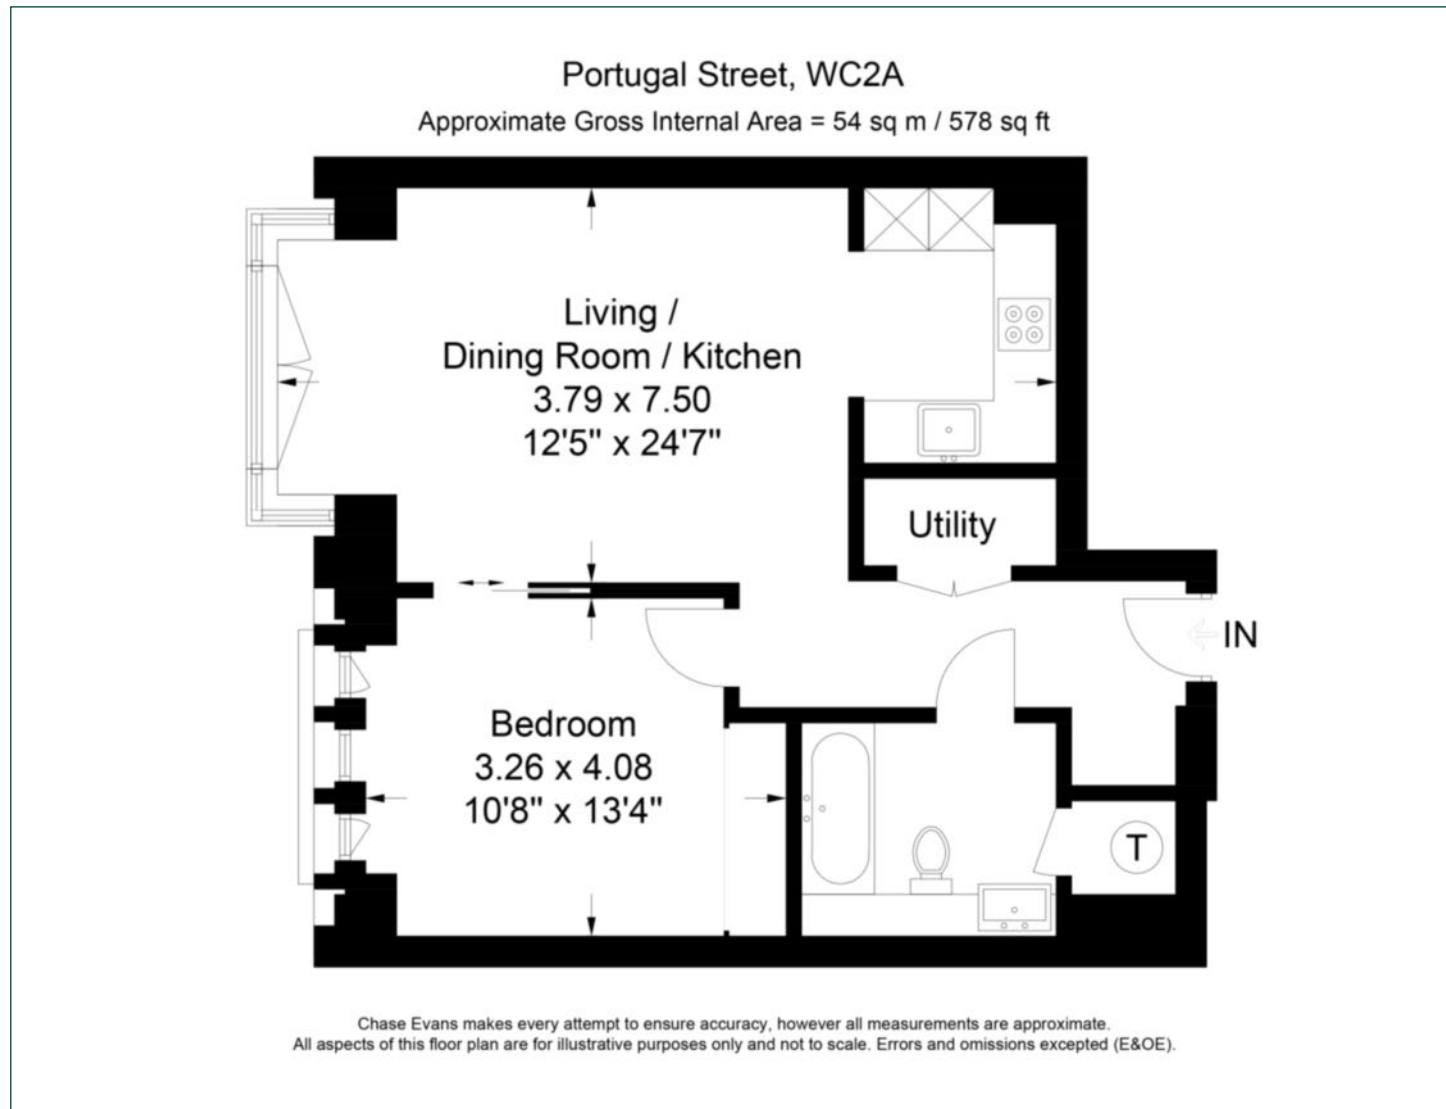 Portugal Street, WC2A
Approximate Gross Internal Area = 54 sq m / 578 sq ft
Living /
Dining Room / Kitchen
3.79 x 7.50
12'5" x 24'7"
Utility
IN
Bedroom
3.26 x 4.08
10'8" x 13'4"
T
Chase Evans makes every attempt to ensure accuracy, however all measurements are approximate.
All aspects of this floor plan are for illustrative purposes only and not to scale. Errors and omissions excepted (E&OE).